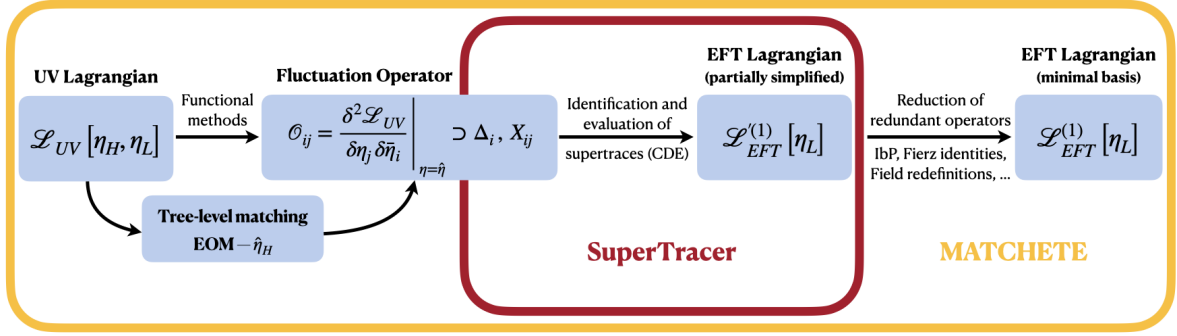 UV Lagrangian
ℒ_UV [η_H, η_L]
Functional
methods
Fluctuation Operator
𝒪_ij = δ²ℒ_UV / δη_j δη̄_i |_η=η̂ ⊃ Δ_i, X_ij
Tree-level matching
EOM – η̂_H
Identification and
evaluation of
supertraces (CDE)
EFT Lagrangian
(partially simplified)
ℒ′_EFT^(1) [η_L]
Reduction of
redundant operators
IbP, Fierz identities,
Field redefinitions, ...
EFT Lagrangian
(minimal basis)
ℒ_EFT^(1) [η_L]
SuperTracer
MATCHETE